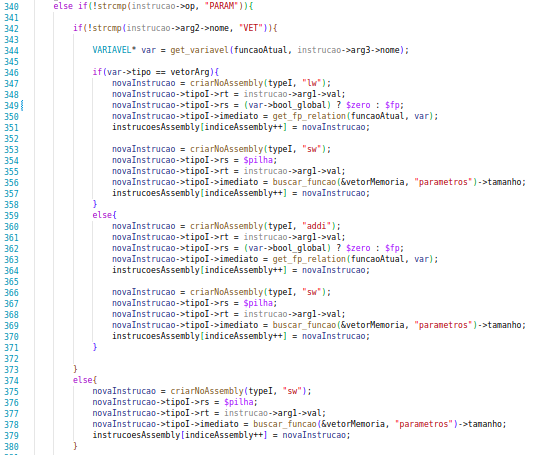 340 else if(!strcmp(instrucao->op, "PARAM")){
341
342 if(!strcmp(instrucao->arg2->nome, "VET")){
343
344 VARIAVEL* var = get_variavel(funcaoAtual, instrucao->arg3->nome);
345
346 if(var->tipo == vetorArg){
347 novaInstrucao = criarNoAssembly(typeI, "lw");
348 novaInstrucao->tipoI->rt = instrucao->arg1->val;
349 novaInstrucao->tipoI->rs = (var->bool_global) ? $zero : $fp;
350 novaInstrucao->tipoI->imediato = get_fp_relation(funcaoAtual, var);
351 instrucoesAssembly[indiceAssembly++] = novaInstrucao;
352
353 novaInstrucao = criarNoAssembly(typeI, "sw");
354 novaInstrucao->tipoI->rs = $pilha;
355 novaInstrucao->tipoI->rt = instrucao->arg1->val;
356 novaInstrucao->tipoI->imediato = buscar_funcao(&vetorMemoria, "parametros")->tamanho;
357 instrucoesAssembly[indiceAssembly++] = novaInstrucao;
358 }
359 else{
360 novaInstrucao = criarNoAssembly(typeI, "addi");
361 novaInstrucao->tipoI->rt = instrucao->arg1->val;
362 novaInstrucao->tipoI->rs = (var->bool_global) ? $zero : $fp;
363 novaInstrucao->tipoI->imediato = get_fp_relation(funcaoAtual, var);
364 instrucoesAssembly[indiceAssembly++] = novaInstrucao;
365
366 novaInstrucao = criarNoAssembly(typeI, "sw");
367 novaInstrucao->tipoI->rs = $pilha;
368 novaInstrucao->tipoI->rt = instrucao->arg1->val;
369 novaInstrucao->tipoI->imediato = buscar_funcao(&vetorMemoria, "parametros")->tamanho;
370 instrucoesAssembly[indiceAssembly++] = novaInstrucao;
371 }
372
373 }
374 else{
375 novaInstrucao = criarNoAssembly(typeI, "sw");
376 novaInstrucao->tipoI->rs = $pilha;
377 novaInstrucao->tipoI->rt = instrucao->arg1->val;
378 novaInstrucao->tipoI->imediato = buscar_funcao(&vetorMemoria, "parametros")->tamanho;
379 instrucoesAssembly[indiceAssembly++] = novaInstrucao;
380 }